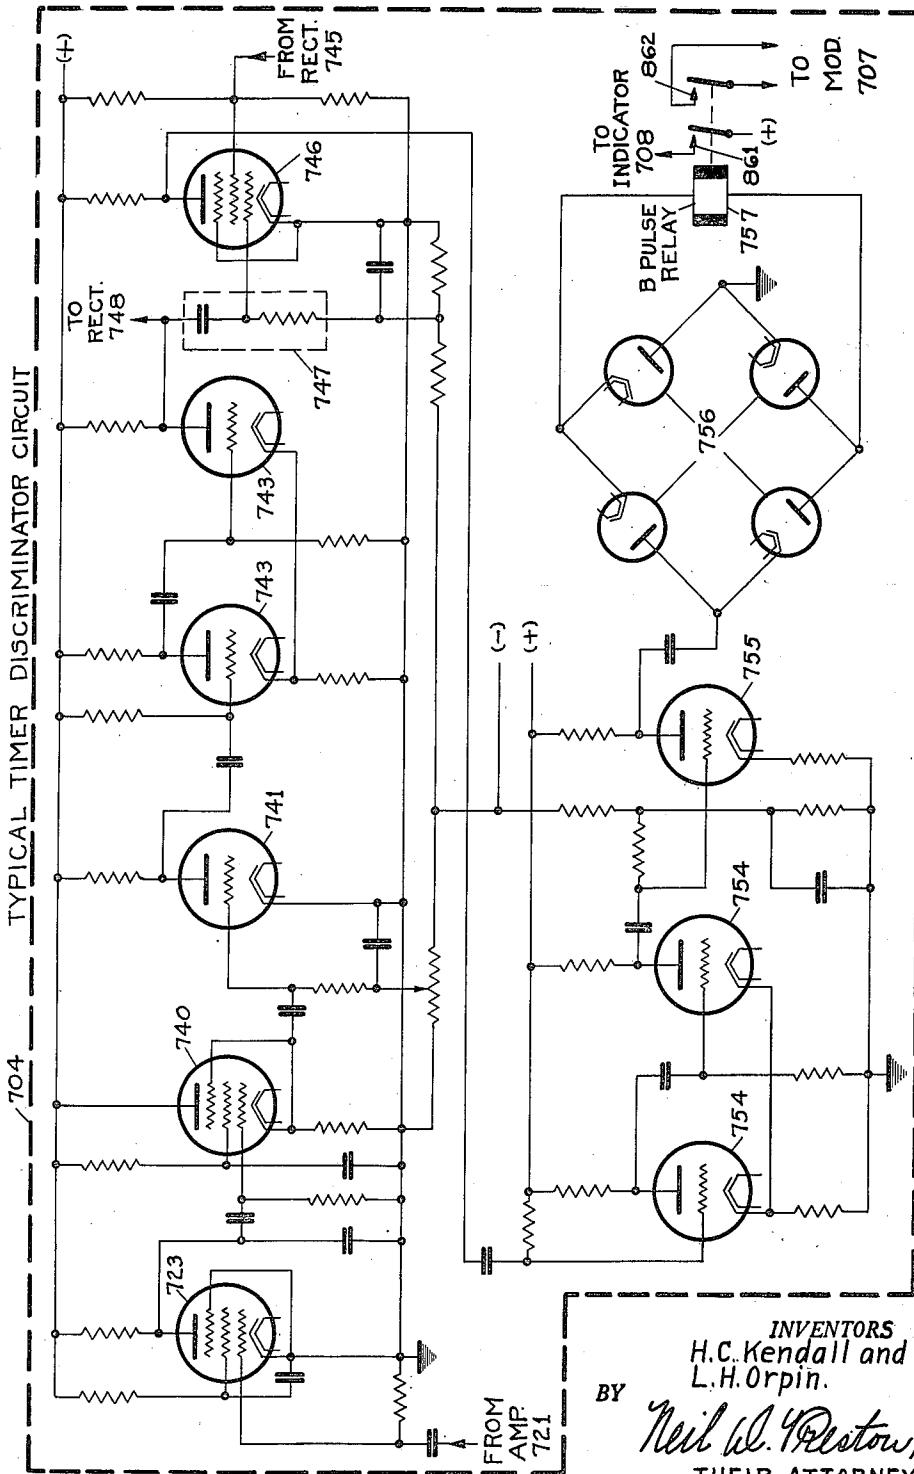 TYPICAL TIMER DISCRIMINATOR CIRCUIT
704
(+)
FROM
RECT.
745
746
TO
RECT.
748
747
743
743
741
740
723
FROM
AMP.
721
(-)
(+)
755
754
754
756
B PULSE
RELAY
757
TO
INDICATOR
708
861
(+)
862
TO
MOD.
707
INVENTORS
H.C. Kendall and
L.H. Orpin.
BY
Neil W. Preston,
THEIR ATTORNEY